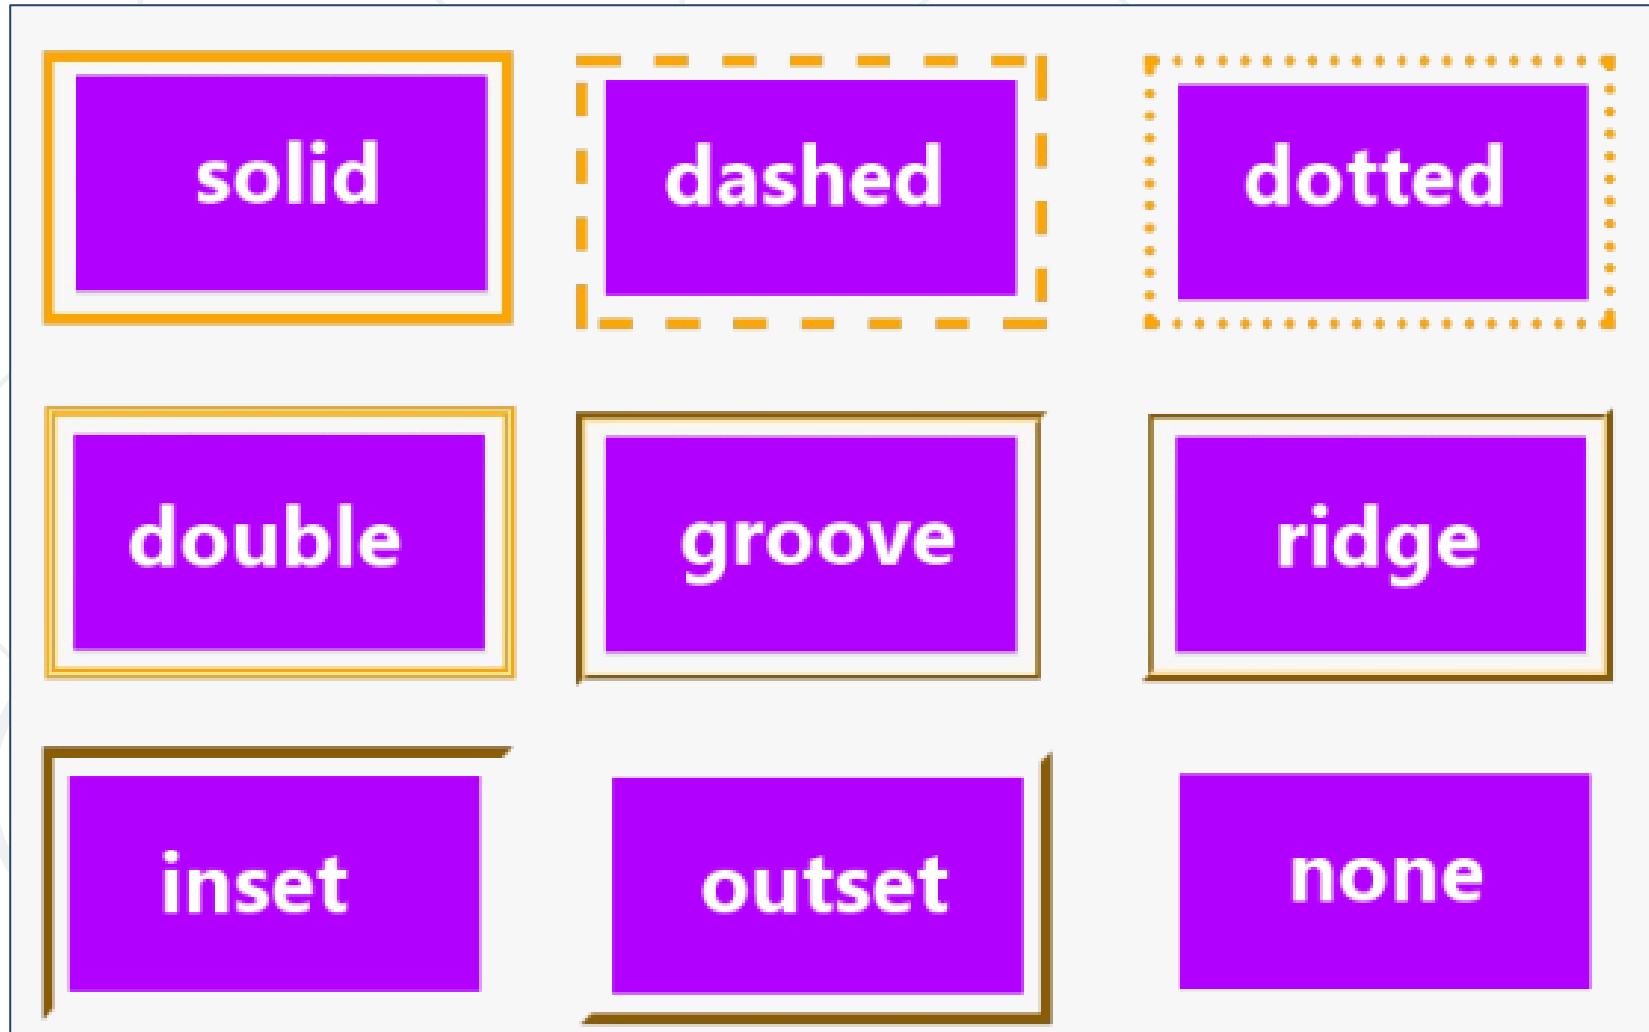 solid
dashed
dotted
double
groove
ridge
inset
outset
none